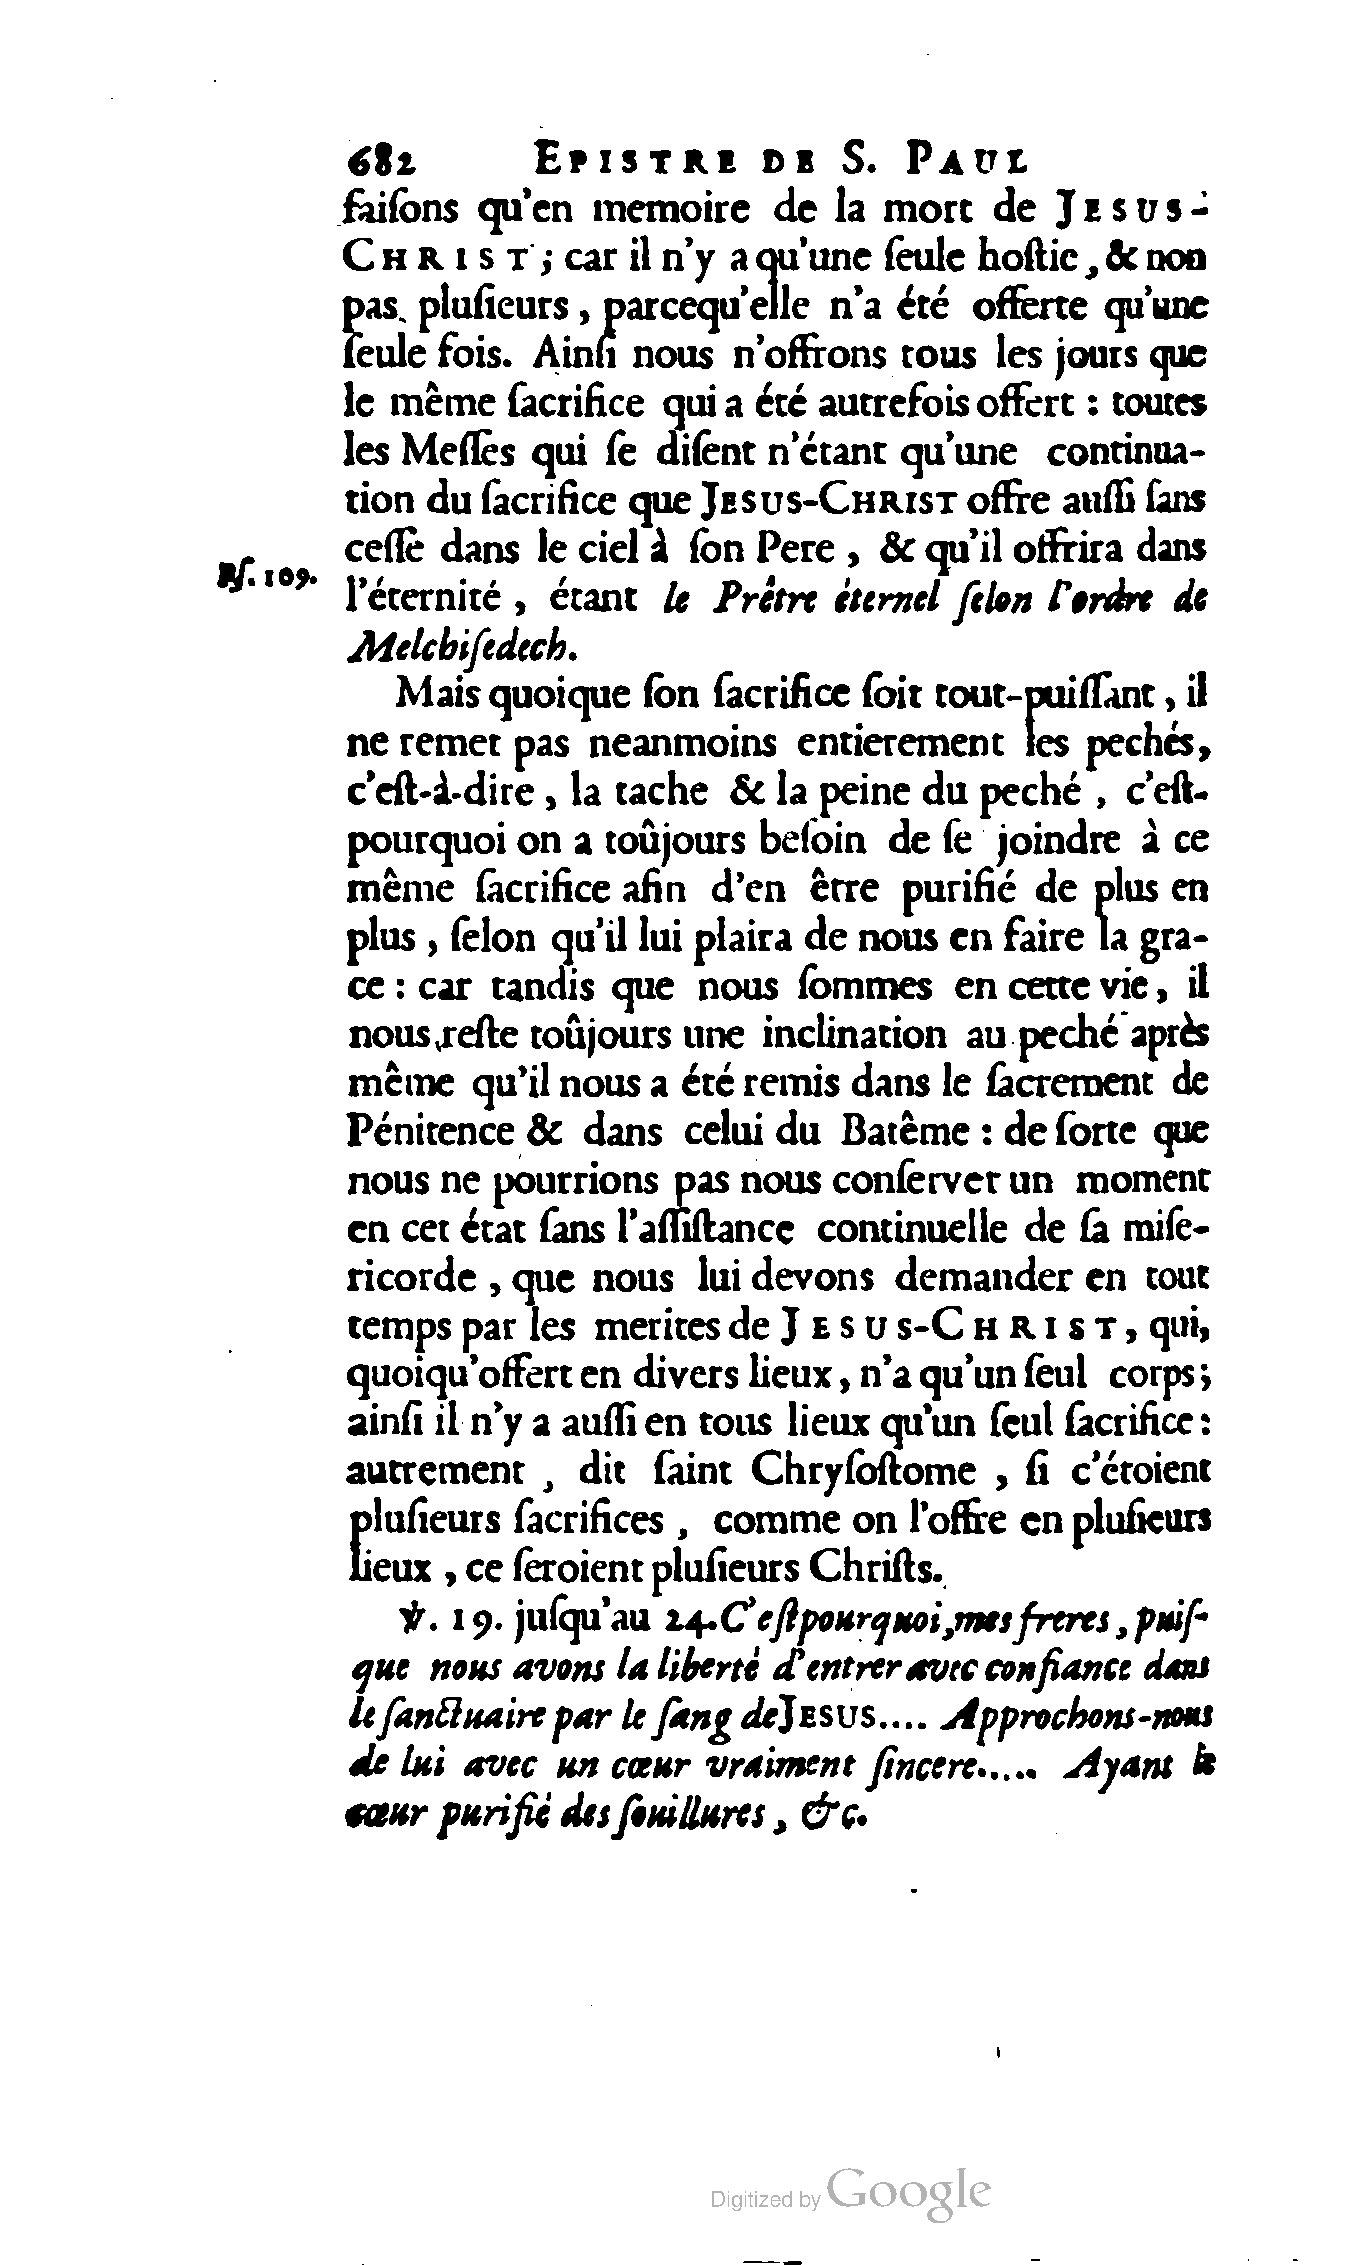 682 EPISTRE DE S. PAUL
faiſons qu'en memoire de la mort de JESUS-
CHRIST; car il n'y a qu'une ſeule hoſtie, & non
pas pluſieurs, parcequ'elle n'a été offerte qu'une
ſeule fois. Ainſi nous n'offrons tous les jours que
le même ſacrifice qui a été autrefois offert : toutes
les Meſſes qui ſe diſent n'étant qu'une continua-
tion du ſacrifice que JESUS-CHRIST offre auſſi ſans
ceſſe dans le ciel à ſon Pere, & qu'il offrira dans
Pſ. 109.
l'éternité, étant le Prêtre éternel ſelon l'ordre de
Melchiſedech.
Mais quoique ſon ſacrifice ſoit tout-puiſſant, il
ne remet pas neanmoins entierement les pechés,
c'eſt-à-dire, la tache & la peine du peché, c'eſt-
pourquoi on a toûjours beſoin de ſe joindre à ce
même ſacrifice afin d'en être purifié de plus en
plus, ſelon qu'il lui plaira de nous en faire la gra-
ce : car tandis que nous ſommes en cette vie, il
nous reſte toûjours une inclination au peché après
même qu'il nous a été remis dans le ſacrement de
Pénitence & dans celui du Batême : de ſorte que
nous ne pourrions pas nous conſerver un moment
en cet état ſans l'aſſiſtance continuelle de ſa miſe-
ricorde, que nous lui devons demander en tout
temps par les merites de JESUS-CHRIST, qui,
quoiqu'offert en divers lieux, n'a qu'un ſeul corps;
ainſi il n'y a auſſi en tous lieux qu'un ſeul ſacrifice :
autrement, dit ſaint Chryſoſtome, ſi c'étoient
pluſieurs ſacrifices, comme on l'offre en pluſieurs
lieux, ce ſeroient pluſieurs Chriſts.
℣. 19. juſqu'au 24. C'eſt pourquoi, mes freres, puiſ-
que nous avons la liberté d'entrer avec confiance dans
le ſanctuaire par le ſang de JESUS.... Approchons-nous
de lui avec un cœur vraiment ſincere..... Ayant le
cœur purifié des ſouillures, &c.
Digitized by Google